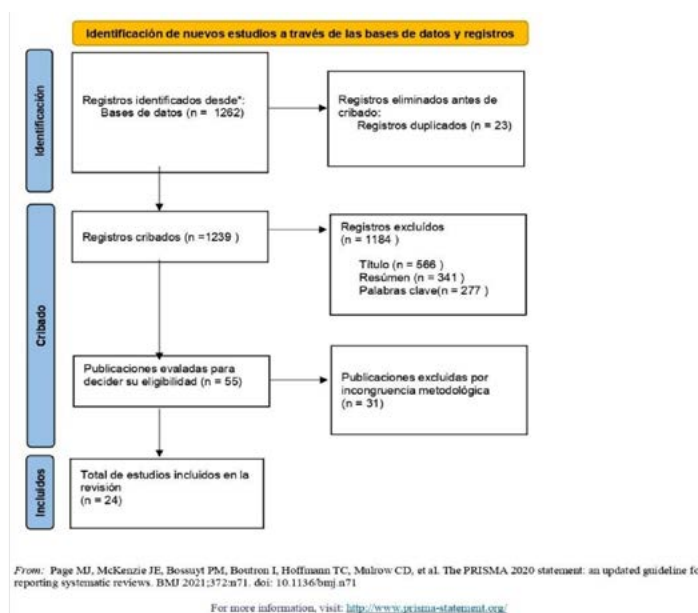 Identificación de nuevos estudios a través de las bases de datos y registros
Identificación
Registros identificados desde*:
Bases de datos (n = 1262)
Registros eliminados antes de
cribado:
Registros duplicados (n = 23)
Cribado
Registros cribados (n =1239 )
Registros excluídos
(n = 1184 )
Título (n = 566 )
Resúmen (n = 341 )
Palabras clave(n = 277 )
Publicaciones evaladas para
decider su eligibilidad (n = 55)
Publicaciones excluidas por
incongruencia metodológica
(n = 31)
Incluidos
Total de estudios incluidos en la
revisión
(n = 24)
From: Page MJ, McKenzie JE, Bossuyt PM, Boutron I, Hoffmann TC, Mulrow CD, et al. The PRISMA 2020 statement: an updated guideline fo
reporting systematic reviews. BMJ 2021;372:n71. doi: 10.1136/bmj.n71
For more information, visit: http://www.prisma-statement.org/